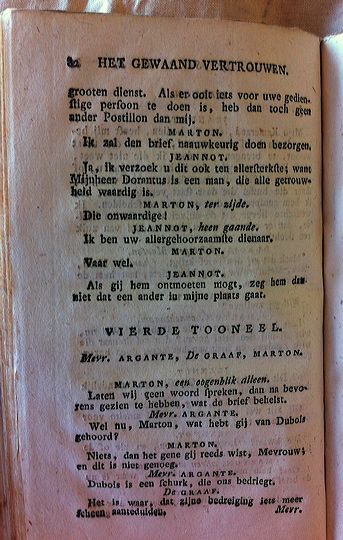 HET GEWAAND VERTROUWEN.
grooten dienst. Als er ooit iets voor uwe gedien-
stige persoon te doen is, heb dan toch geen
ander Postillon dan mij.
MARTON.
Ik zal den brief naauwkeurig doen bezorgen.
JEANNOT.
Ja, ik verzoek u dit ook ten allersterkste; want
Mijnheer Dorantus is een man, die alle getrouw-
heid waardig is.
MARTON, ter zijde.
Die onwaardige!
JEANNOT, heen gaande.
Ik ben uw allergehoorzaamste dienaar.
MARTON.
Vaar wel.
JEANNOT.
Als gij hem ontmoeten mogt, zeg hem dan
niet dat een ander in mijne plaats gaat.
VIERDE TOONEEL.
Mevr. ARGANTE, De GRAAF, MARTON.
MARTON, een oogenblik alleen.
Laten wij geen woord spreken, dan na bevo-
rens gezien te hebben, wat de brief behelst.
Mevr. ARGANTE.
Wel nu, Marton, wat hebt gij van Dubois
gehoord?
MARTON.
Niets, dan het gene gij reeds wist, Mevrouw;
en dit is niet genoeg.
Mevr. ARGANTE.
Dubois is een schurk, die ons bedriegt.
De GRAAF.
Het is waar, dat zijne bedreiging iets meer
scheen aanteduiden.
Mevr.